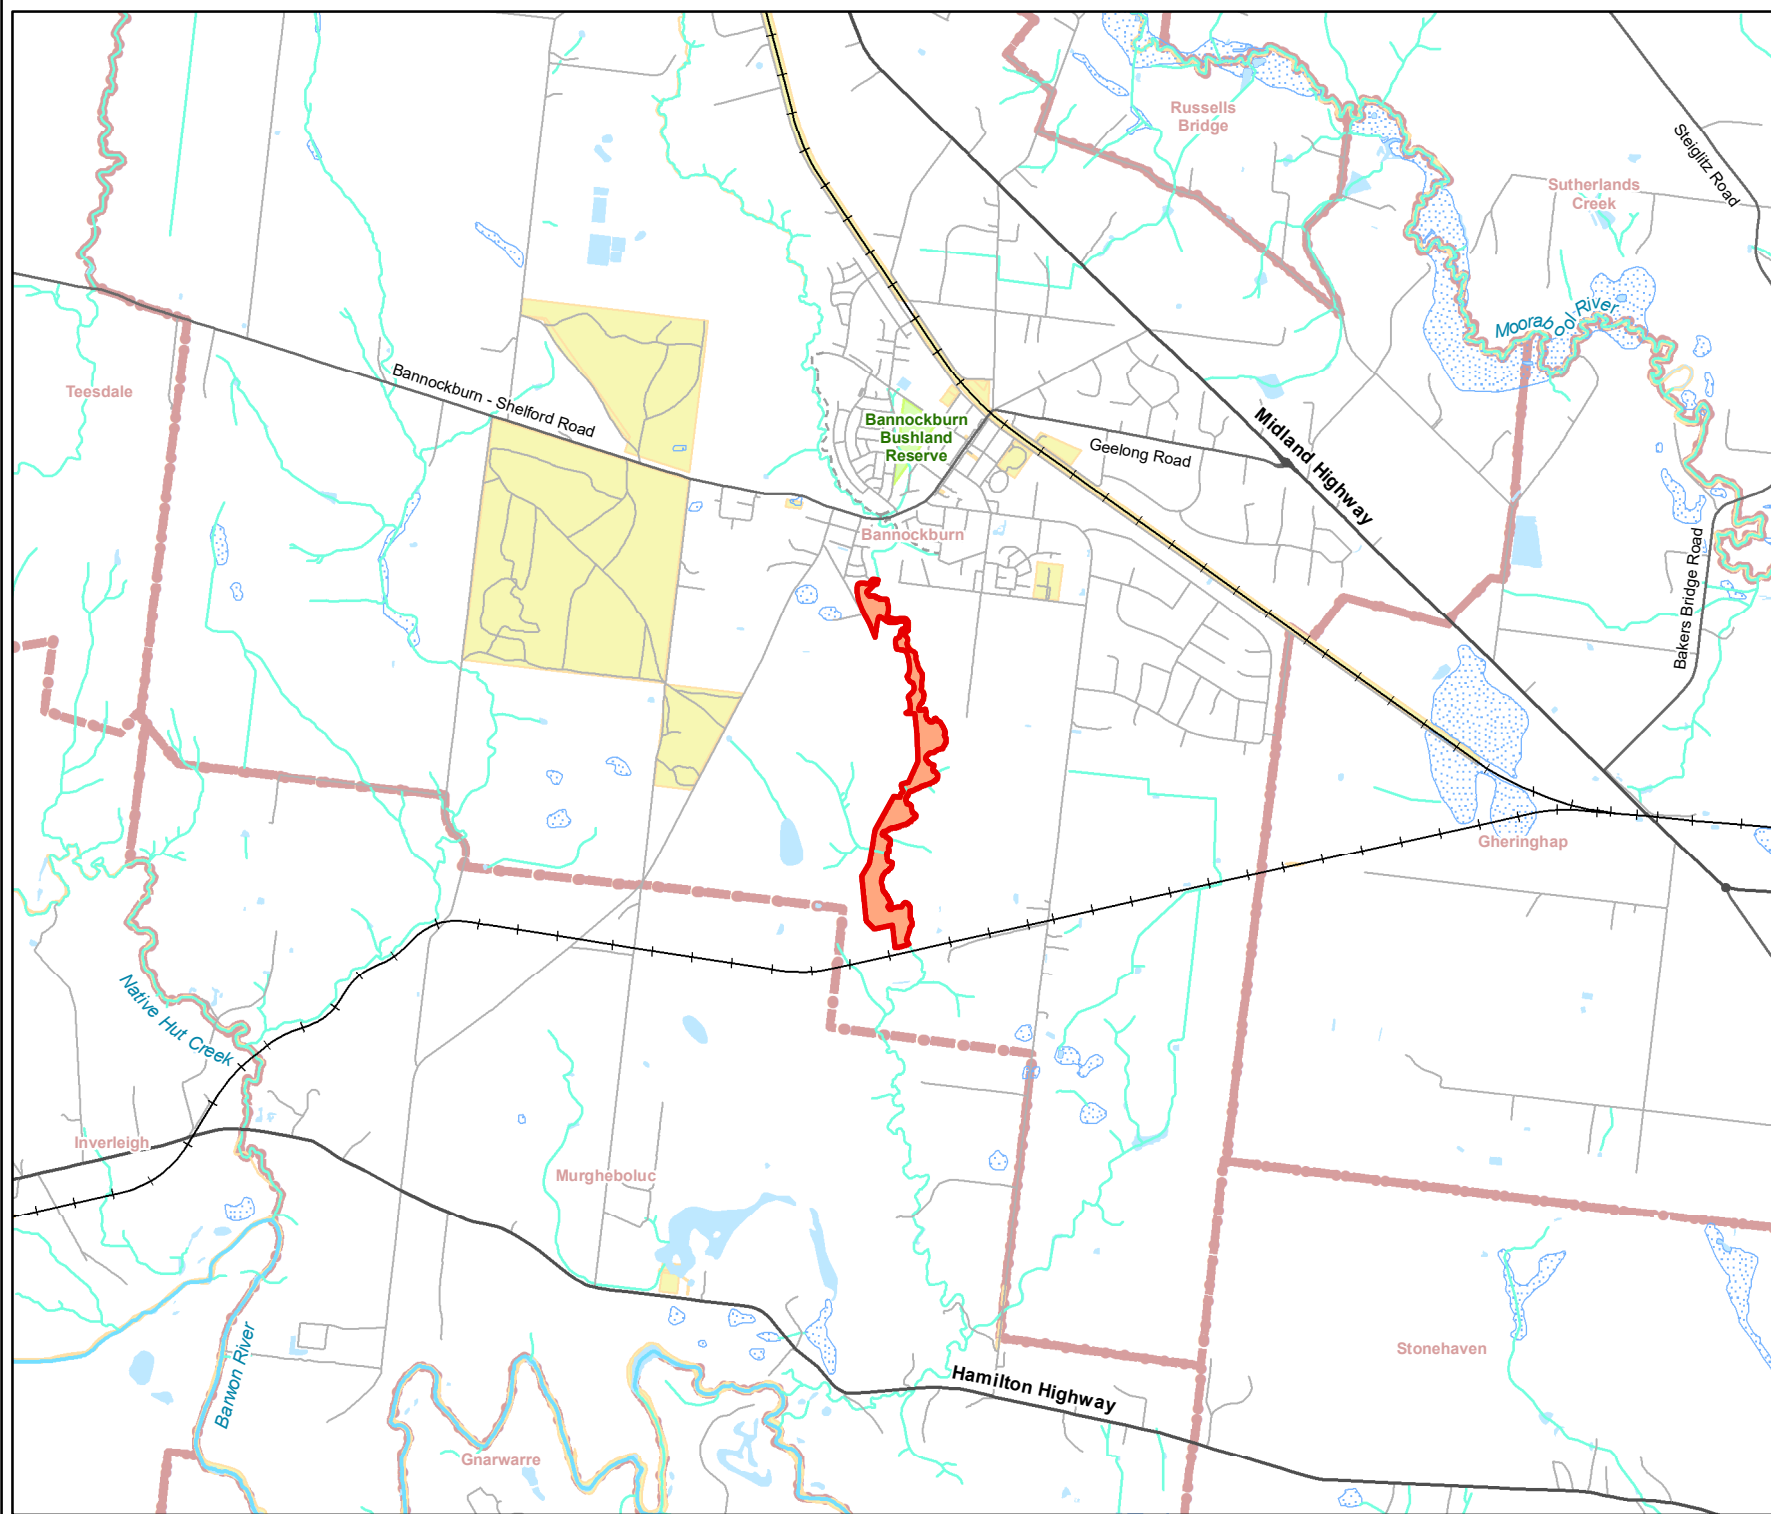 Russells
Bridge
Steiglitz Road
Sutherlands
Creek
Moorabool River
Teesdale
Bannockburn - Shelford Road
Bannockburn
Bushland
Reserve
Geelong Road
Midland Highway
Bannockburn
Bakers Bridge Road
Gheringhap
Native Hut Creek
Inverleigh
Murgheboluc
Stonehaven
Barwon River
Hamilton Highway
Gnarwarre